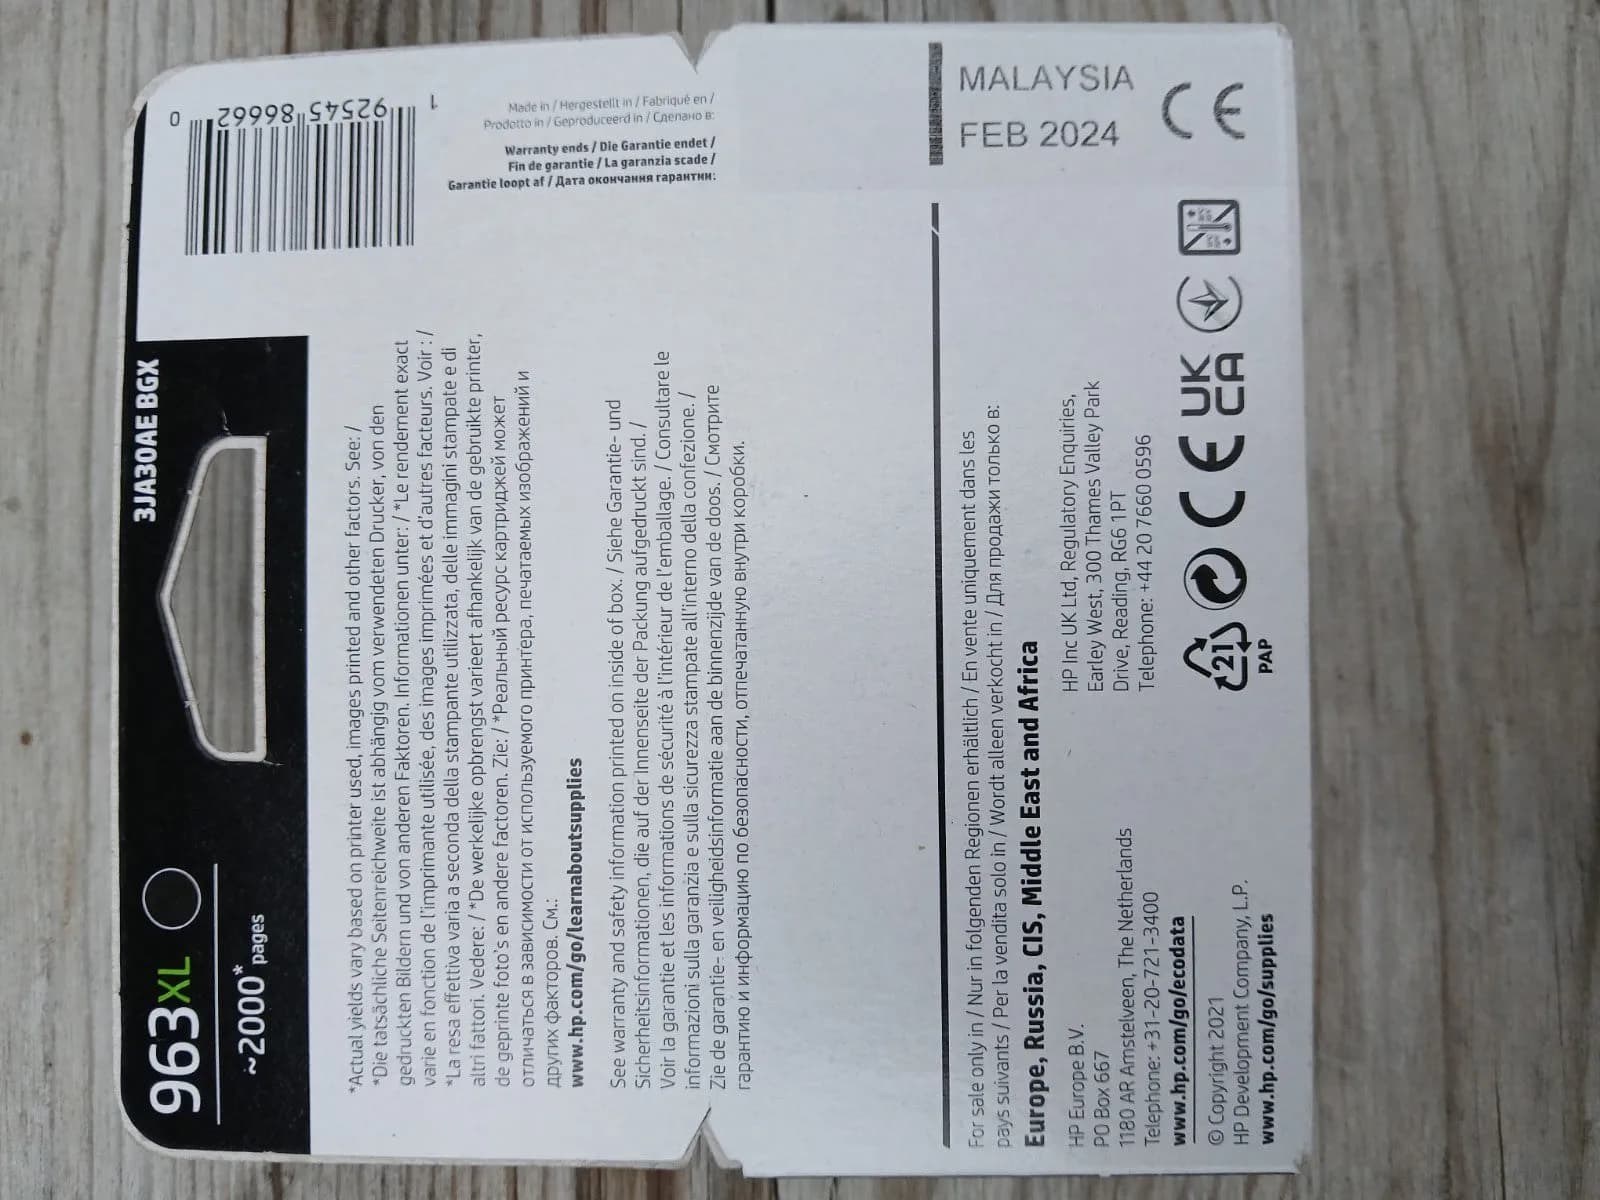 963XL
~2000*
pages
3JA30AE BGX
1 92545 86662 0
*Actual yields vary based on printer used, images printed and other factors. See: /
*Die tatsächliche Seitenreichweite ist abhängig vom verwendeten Drucker, von den
gedruckten Bildern und von anderen Faktoren. Informationen unter: / *Le rendement exact
varie en fonction de l'imprimante utilisée, des images imprimées et d'autres facteurs. Voir : /
*La resa effettiva varia a seconda della stampante utilizzata, delle immagini stampate e di
altri fattori. Vedere: / *De werkelijke opbrengst varieert afhankelijk van de gebruikte printer,
de geprinte foto's en andere factoren. Zie: / *Реальный ресурс картриджей может
отличаться в зависимости от используемого принтера, печатаемых изображений и
других факторов. См.:
www.hp.com/go/learnaboutsupplies
See warranty and safety information printed on inside of box. / Siehe Garantie- und
Sicherheitsinformationen, die auf der Innenseite der Packung aufgedruckt sind. /
Voir la garantie et les informations de sécurité à l'intérieur de l'emballage. / Consultare le
informazioni sulla garanzia e sulla sicurezza stampate all'interno della confezione. /
Zie de garantie- en veiligheidsinformatie aan de binnenzijde van de doos. / Смотрите
гарантию и информацию по безопасности, отпечатанную внутри коробки.
Made in / Hergestellt in / Fabriqué en /
Prodotto in / Geproduceerd in / Сделано в:
Warranty ends / Die Garantie endet /
Fin de garantie / La garanzia scade /
Garantie loopt af / Дата окончания гарантии:
MALAYSIA
FEB 2024
CE
For sale only in / Nur in folgenden Regionen erhältlich / En vente uniquement dans les
pays suivants / Per la vendita solo in / Wordt alleen verkocht in / Для продажи только в:
Europe, Russia, CIS, Middle East and Africa
HP Europe B.V.
PO Box 667
1180 AR Amstelveen, The Netherlands
Telephone: +31-20-721-3400
www.hp.com/go/ecodata
© Copyright 2021
HP Development Company, L.P.
www.hp.com/go/supplies
HP Inc UK Ltd, Regulatory Enquiries,
Earley West, 300 Thames Valley Park
Drive, Reading, RG6 1PT
Telephone: +44 20 7660 0596
21
PAP
CE
UK
CA